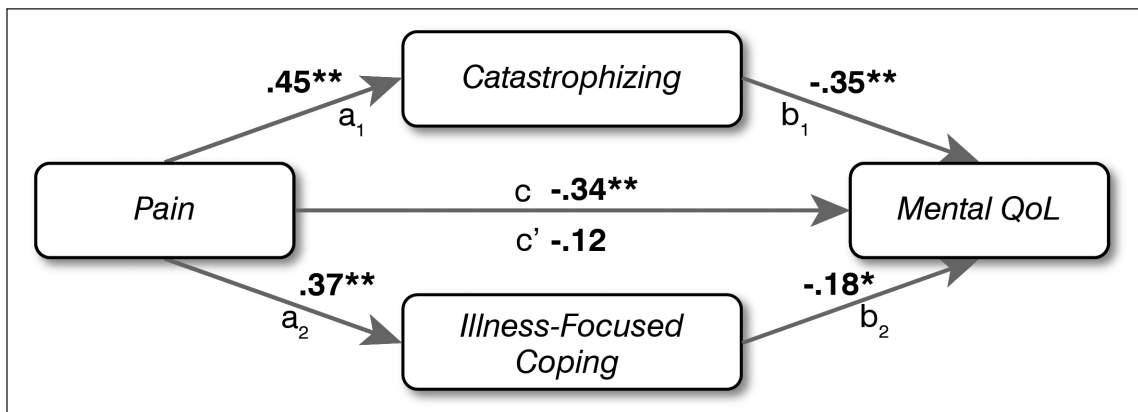 Catastrophizing
.45**
a₁
-.35**
b₁
Pain
c -.34**
c' -.12
Mental QoL
.37**
a₂
Illness-Focused
Coping
-.18*
b₂